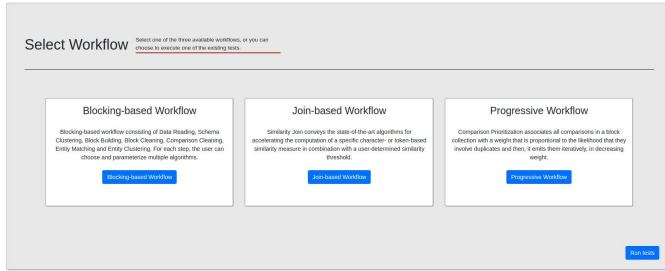 Select Workflow
Select one of the three available workflows, or you can
choose to execute one of the existing tests.
Blocking-based Workflow
Blocking-based workflow consisting of Data Reading, Schema
Clustering, Block Building, Block Cleaning, Comparison Cleaning,
Entity Matching and Entity Clustering. For each step, the user can
choose and parameterize multiple algorithms.
Blocking-based Workflow
Join-based Workflow
Similarity Join conveys the state-of-the-art algorithms for
accelerating the computation of a specific character- or token-based
similarity measure in combination with a user-determined similarity
threshold.
Join-based Workflow
Progressive Workflow
Comparison Prioritization associates all comparisons in a block
collection with a weight that is proportional to the likelihood that they
involve duplicates and then, it emits them iteratively, in decreasing
weight.
Progressive Workflow
Run tests